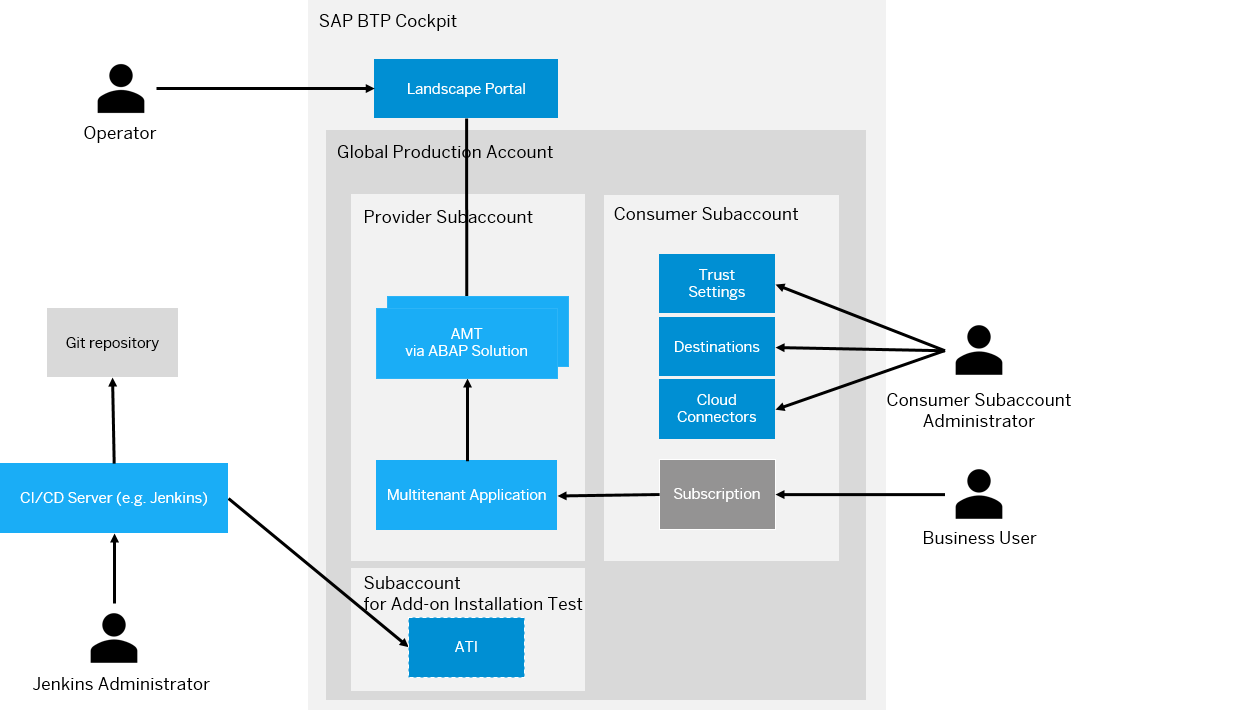 SAP BTP Cockpit
Landscape Portal
Operator
Global Production Account
Provider Subaccount
Consumer Subaccount
Trust
Settings
AMT
via ABAP Solution
Git repository
Destinations
Cloud
Connectors
Consumer Subaccount
Administrator
CI/CD Server (e.g. Jenkins)
Multitenant Application
Subscription
Business User
Subaccount
for Add-on Installation Test
ATI
Jenkins Administrator